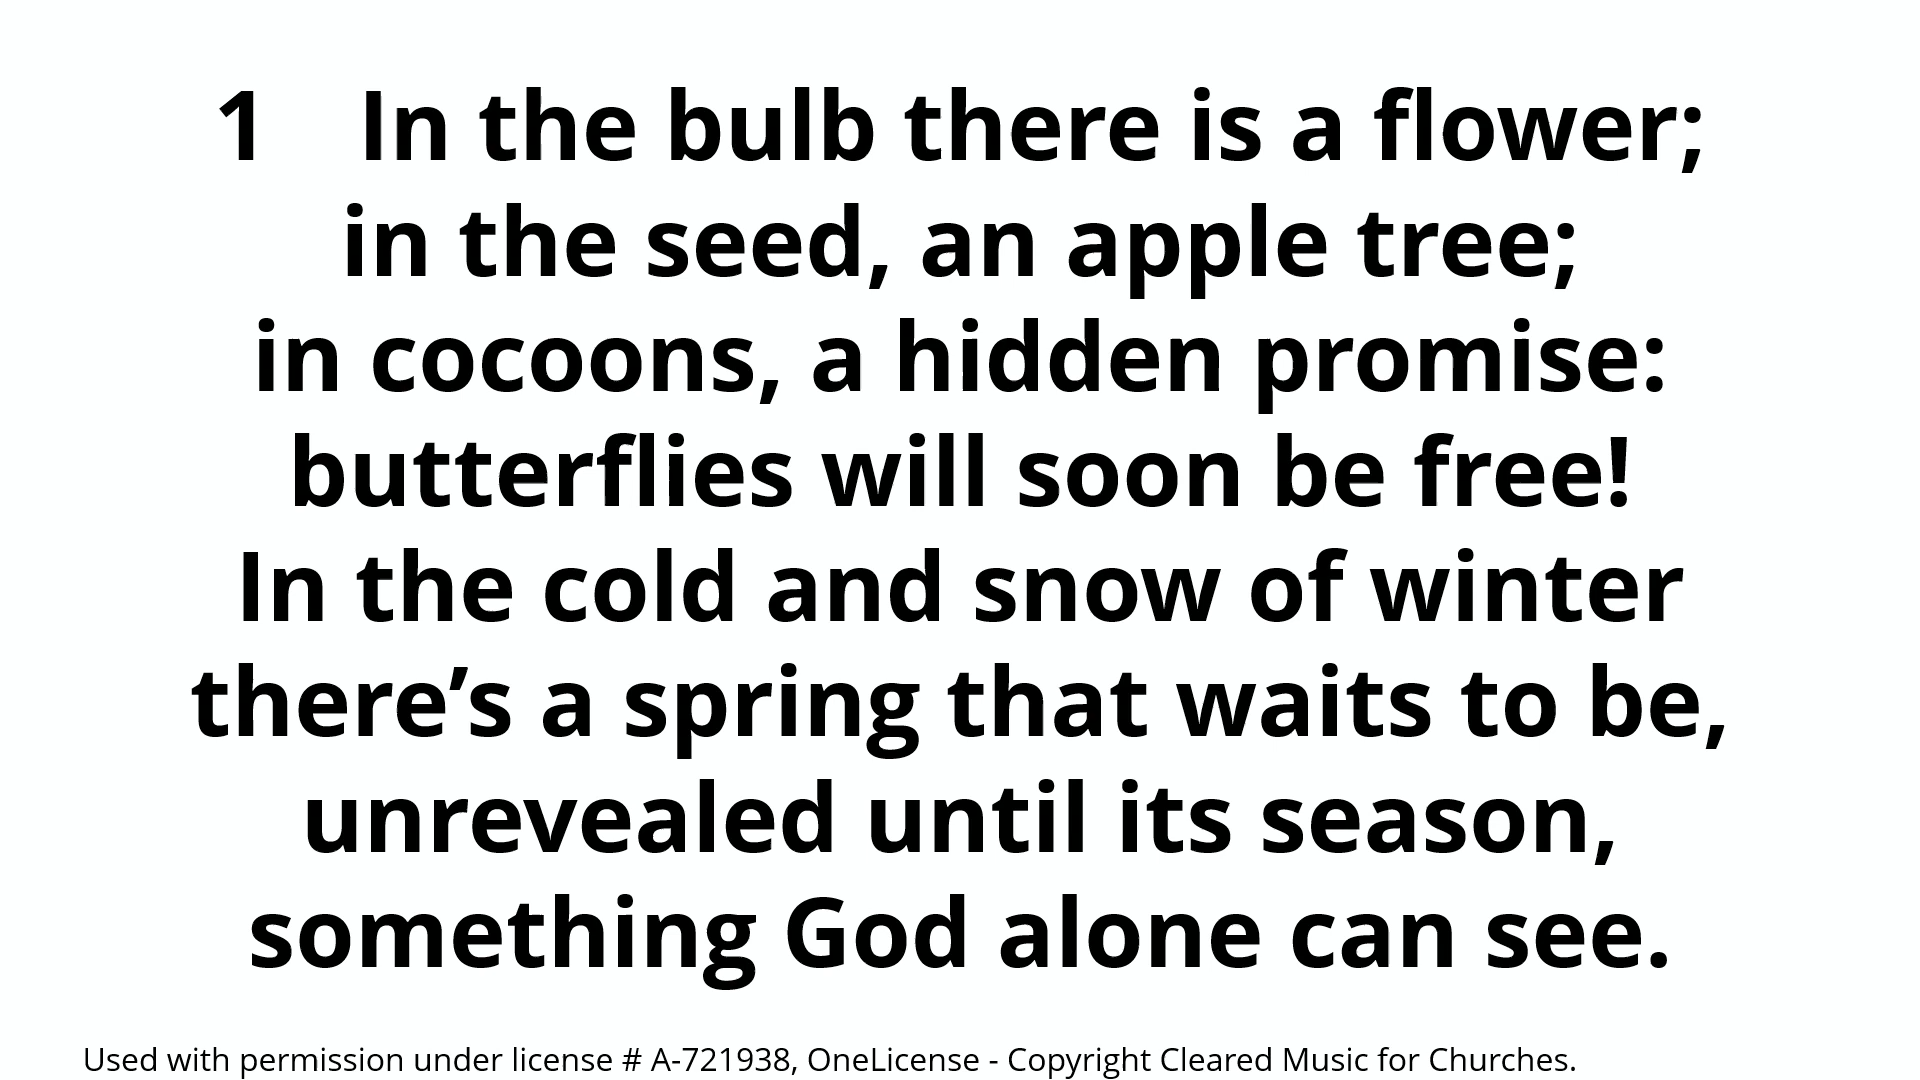 1 In the bulb there is a flower;
in the seed, an apple tree;
in cocoons, a hidden promise:
butterflies will soon be free!
In the cold and snow of winter
there’s a spring that waits to be,
unrevealed until its season,
something God alone can see.
Used with permission under license # A-721938, OneLicense - Copyright Cleared Music for Churches.